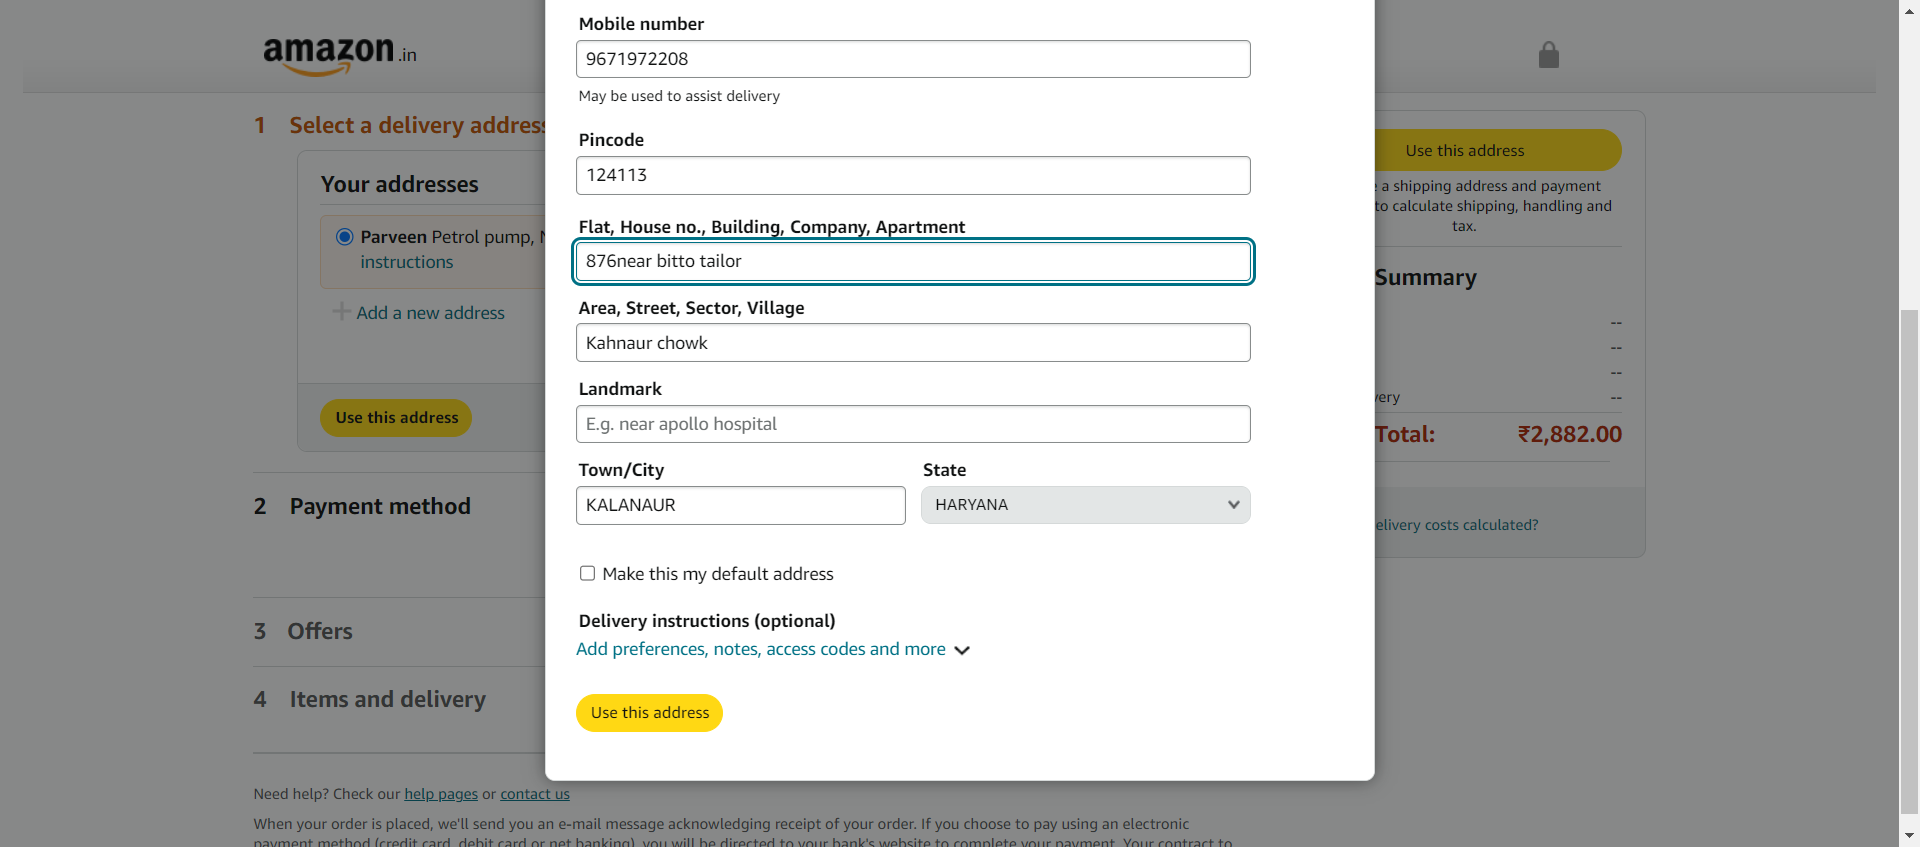 amazon.in
1 Select a delivery address
Your addresses
Parveen Petrol pump,
instructions
Add a new address
Use this address
2 Payment method
3 Offers
4 Items and delivery
Mobile number
9671972208
May be used to assist delivery
Pincode
124113
Flat, House no., Building, Company, Apartment
876near bitto tailor
Area, Street, Sector, Village
Kahnaur chowk
Landmark
E.g. near apollo hospital
Town/City State
KALANAUR HARYANA
Make this my default address
Delivery instructions (optional)
Add preferences, notes, access codes and more
Use this address
Use this address
a shipping address and payment
to calculate shipping, handling and
tax.
Summary
--
--
--
very --
Total: ₹2,882.00
elivery costs calculated?
Need help? Check our help pages or contact us
When your order is placed, we'll send you an e-mail message acknowledging receipt of your order. If you choose to pay using an electronic
payment method (credit card, debit card or net banking), you will be directed to your bank's website to complete your payment. Your contract to